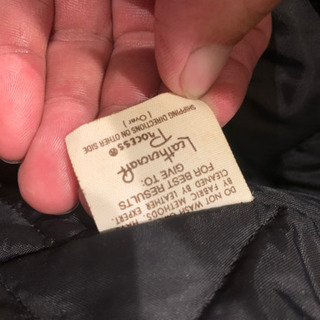 DO NOT WASH
BY FABRIC METHODS.
CLEANED BY LEATHER EXPERT.
FOR BEST RESULTS
GIVE TO:
LeathercraR
Process®
[Over]
SHIPPING DIRECTIONS ON OTHER SIDE